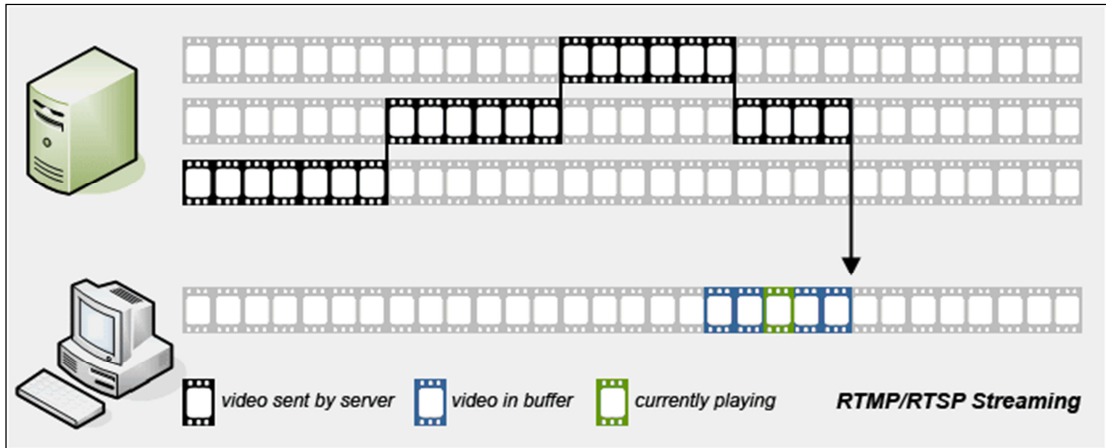 video sent by server
video in buffer
currently playing
RTMP/RTSP Streaming